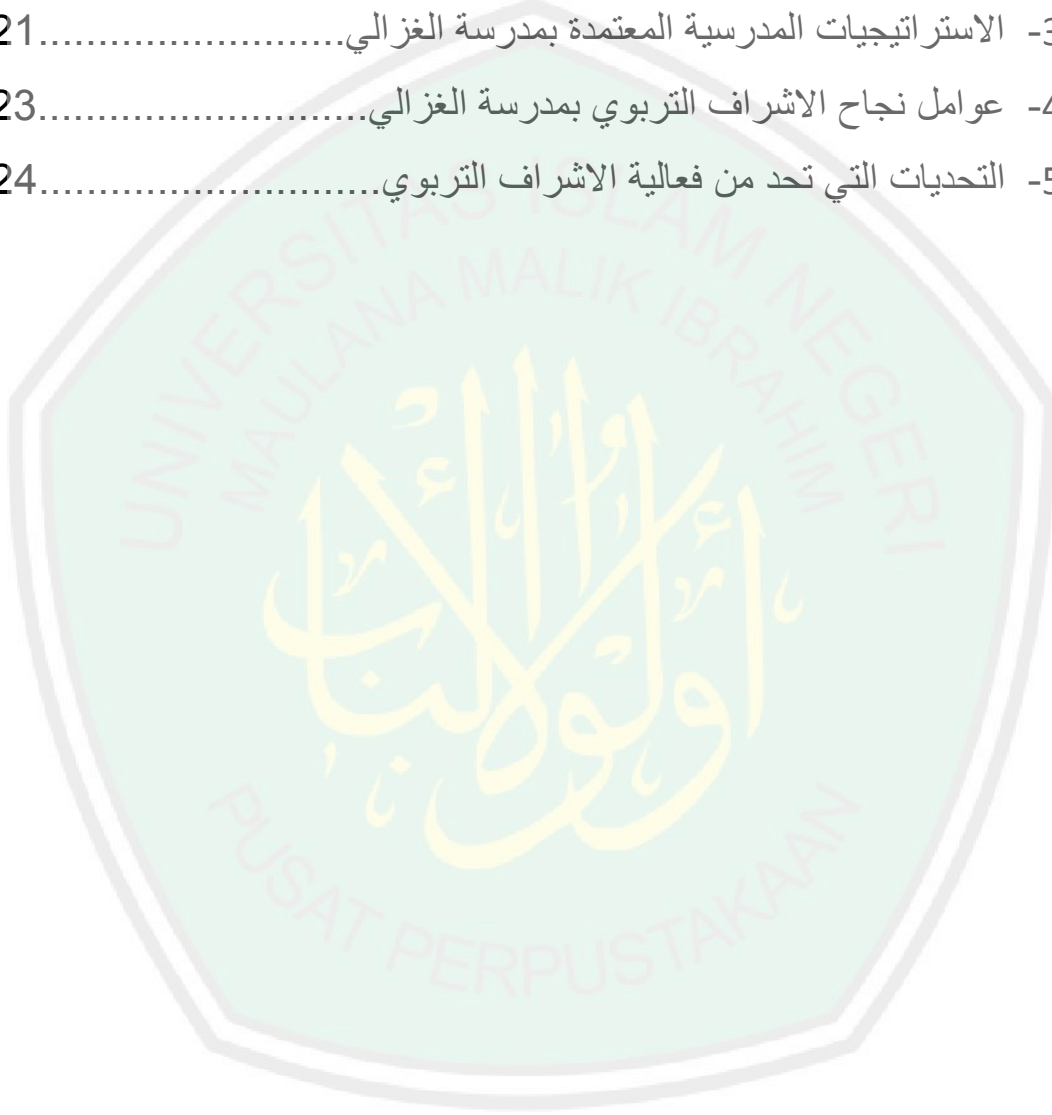 3- الاستراتيجيات المدرسية المعتمدة بمدرسة الغزالي..........................21
4- عوامل نجاح الاشراف التربوي بمدرسة الغزالي............................23
5- التحديات التي تحد من فعالية الاشراف التربوي.............................24
UNIVERSITAS ISLAM NEGERI
MAULANA MALIK IBRAHIM
أولوا الألباب
PUSAT PERPUSTAKAAN